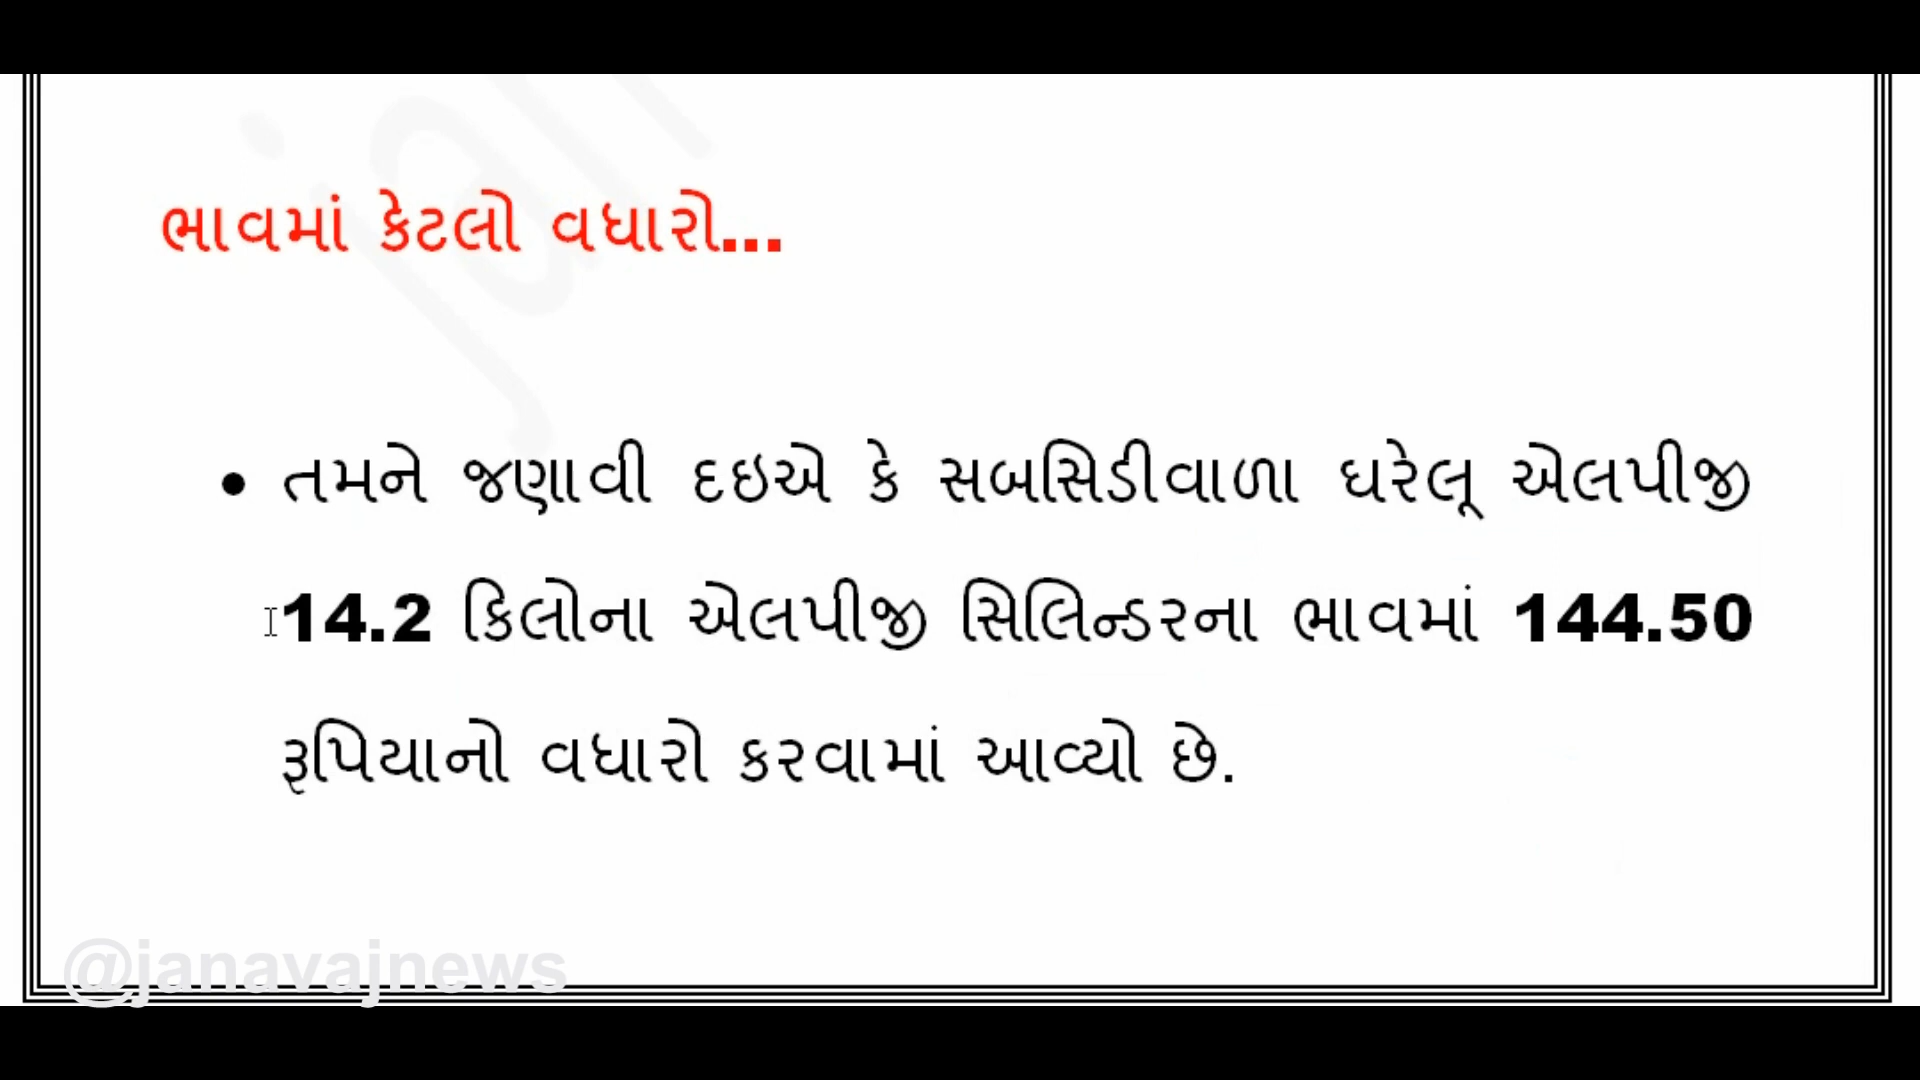 ભાવમાં કેટલો વધારો...
• તમને જણાવી દઇએ કે સબસિડીવાળા ઘરેલૂ એલપીજી
14.2 કિલોના એલપીજી સિલિન્ડરના ભાવમાં 144.50
રૂપિયાનો વધારો કરવામાં આવ્યો છે.
@janavajnews